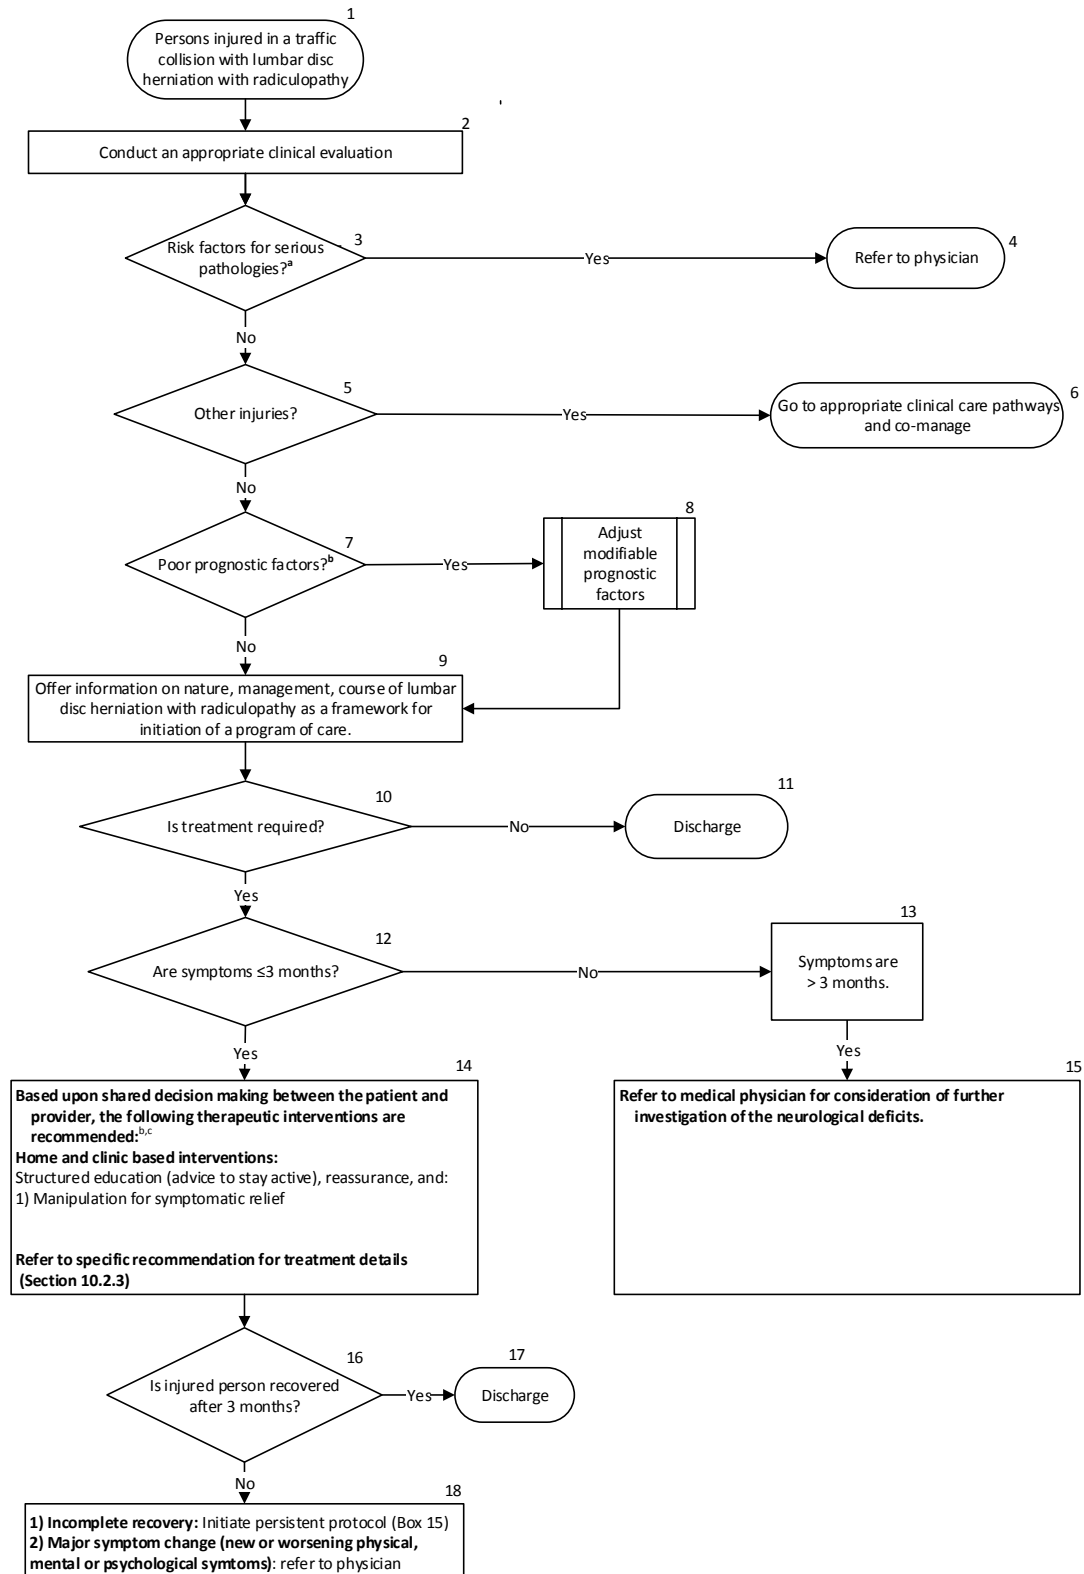 1
Persons injured in a traffic
collision with lumbar disc
herniation with radiculopathy
2
Conduct an appropriate clinical evaluation
3
Risk factors for serious
pathologies?a
Yes
4
Refer to physician
No
5
Other injuries?
Yes
6
Go to appropriate clinical care pathways
and co-manage
No
7
Poor prognostic factors?b
Yes
8
Adjust
modifiable
prognostic
factors
No
9
Offer information on nature, management, course of lumbar
disc herniation with radiculopathy as a framework for
initiation of a program of care.
10
Is treatment required?
No
11
Discharge
Yes
12
Are symptoms ≤3 months?
No
13
Symptoms are
> 3 months.
Yes
Yes
14
Based upon shared decision making between the patient and
provider, the following therapeutic interventions are
recommended:b,c
Home and clinic based interventions:
Structured education (advice to stay active), reassurance, and:
1) Manipulation for symptomatic relief
Refer to specific recommendation for treatment details
(Section 10.2.3)
15
Refer to medical physician for consideration of further
investigation of the neurological deficits.
16
Is injured person recovered
after 3 months?
Yes
17
Discharge
No
18
1) Incomplete recovery: Initiate persistent protocol (Box 15)
2) Major symptom change (new or worsening physical,
mental or psychological symtoms): refer to physician